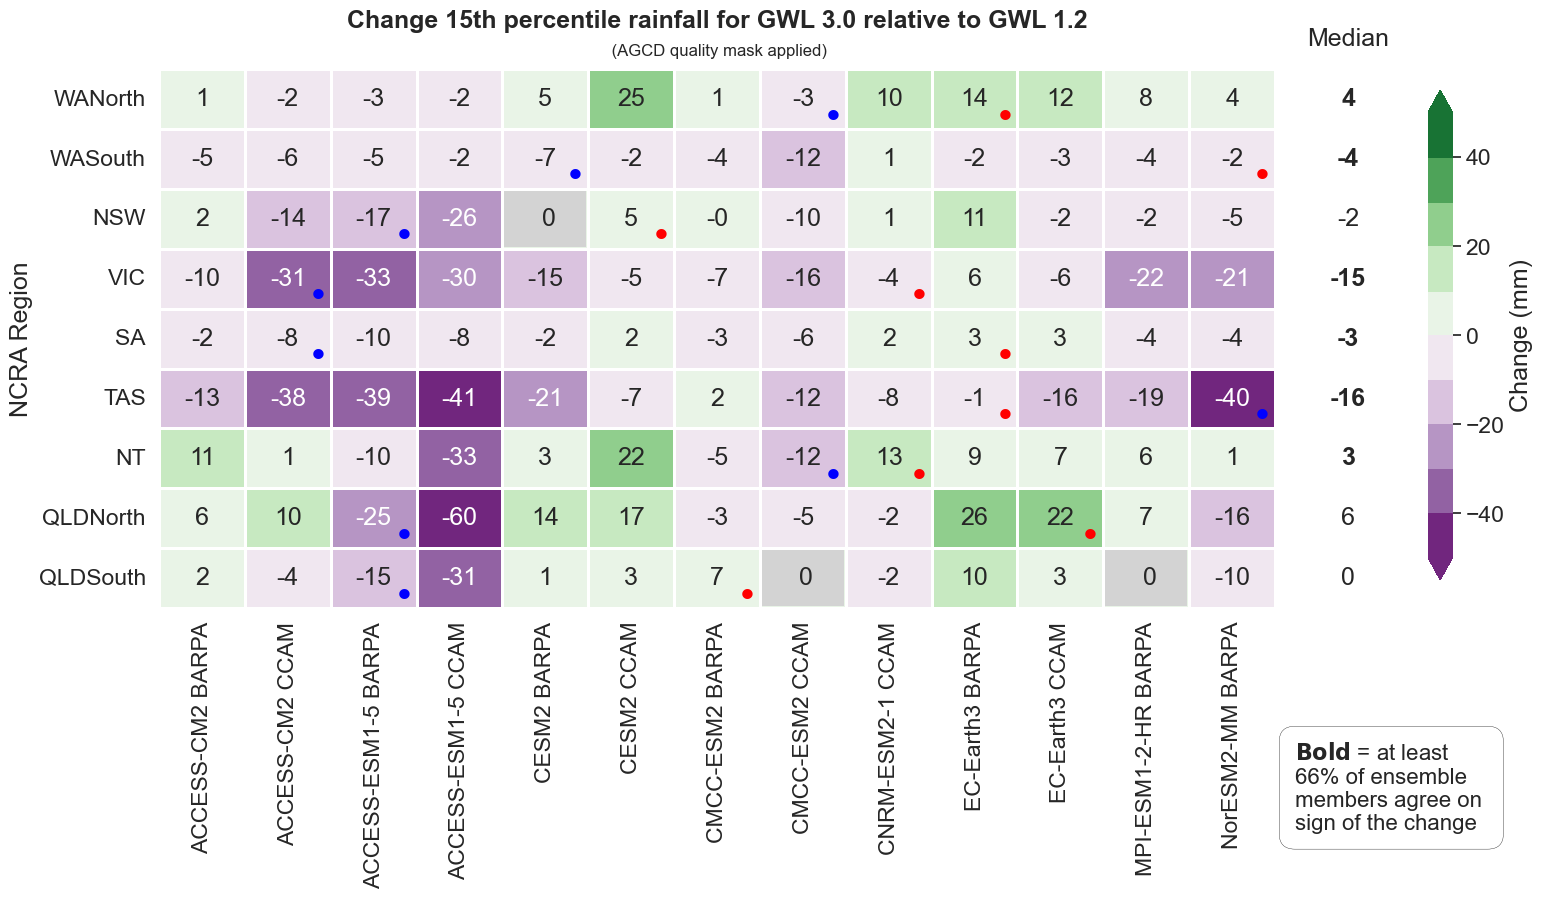 Change 15th percentile rainfall for GWL 3.0 relative to GWL 1.2
(AGCD quality mask applied)
Median
WANorth 1 -2 -3 -2 5 25 1 -3 10 14 12 8 4 4
WASouth -5 -6 -5 -2 -7 -2 -4 -12 1 -2 -3 -4 -2 -4
NSW 2 -14 -17 -26 0 5 -0 -10 1 11 -2 -2 -5 -2
VIC -10 -31 -33 -30 -15 -5 -7 -16 -4 6 -6 -22 -21 -15
SA -2 -8 -10 -8 -2 2 -3 -6 2 3 3 -4 -4 -3
TAS -13 -38 -39 -41 -21 -7 2 -12 -8 -1 -16 -19 -40 -16
NT 11 1 -10 -33 3 22 -5 -12 13 9 7 6 1 3
QLDNorth 6 10 -25 -60 14 17 -3 -5 -2 26 22 7 -16 6
QLDSouth 2 -4 -15 -31 1 3 7 0 -2 10 3 0 -10 0
NCRA Region
ACCESS-CM2 BARPA
ACCESS-CM2 CCAM
ACCESS-ESM1-5 BARPA
ACCESS-ESM1-5 CCAM
CESM2 BARPA
CESM2 CCAM
CMCC-ESM2 BARPA
CMCC-ESM2 CCAM
CNRM-ESM2-1 CCAM
EC-Earth3 BARPA
EC-Earth3 CCAM
MPI-ESM1-2-HR BARPA
NorESM2-MM BARPA
40
20
0
−20
−40
Change (mm)
Bold = at least
66% of ensemble
members agree on
sign of the change